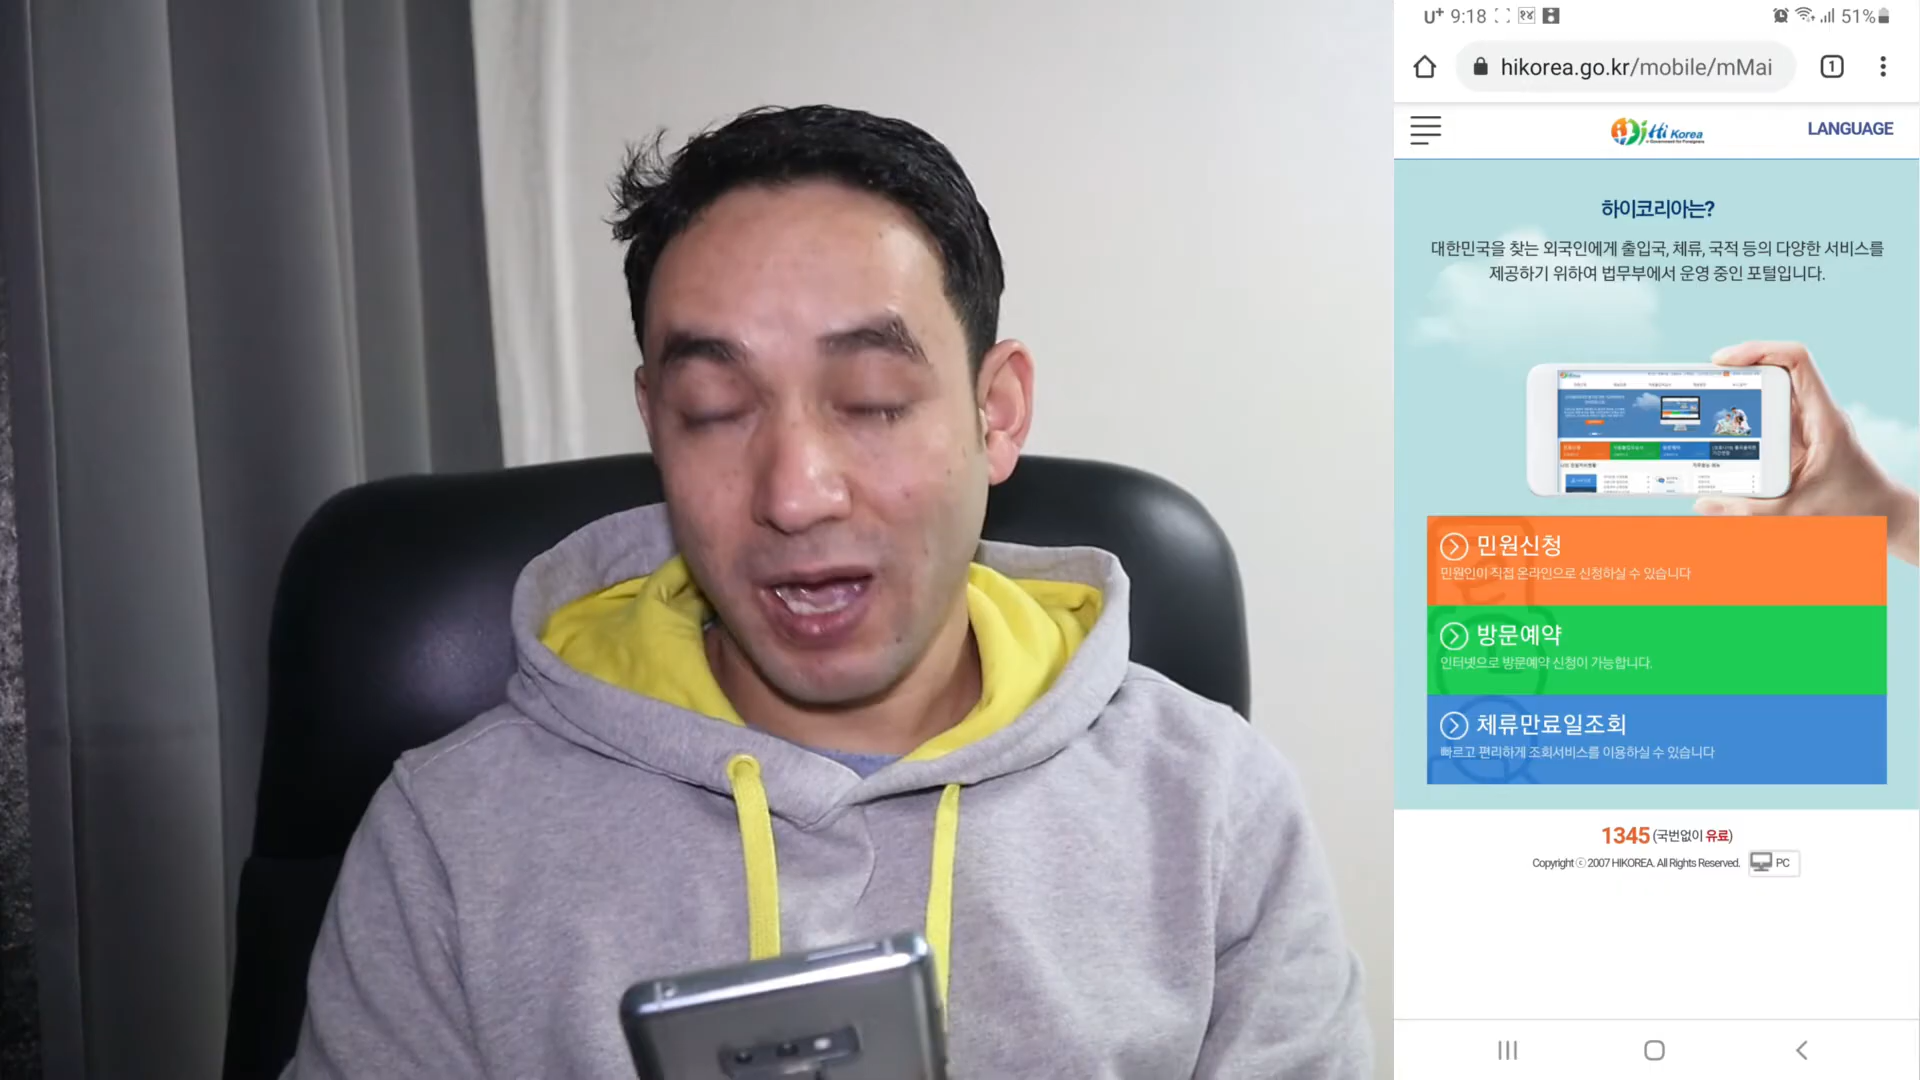 U+ 9:18
51%
hikorea.go.kr/mobile/mMai
1
Hi Korea
LANGUAGE
하이코리아는?
대한민국을 찾는 외국인에게 출입국, 체류, 국적 등의 다양한 서비스를
제공하기 위하여 법무부에서 운영 중인 포털입니다.
민원신청
민원인이 직접 온라인으로 신청하실 수 있습니다
방문예약
인터넷으로 방문예약 신청이 가능합니다.
체류만료일조회
빠르고 편리하게 조회서비스를 이용하실 수 있습니다
1345 (국번없이 유료)
Copyright ⓒ 2007 HIKOREA. All Rights Reserved. PC